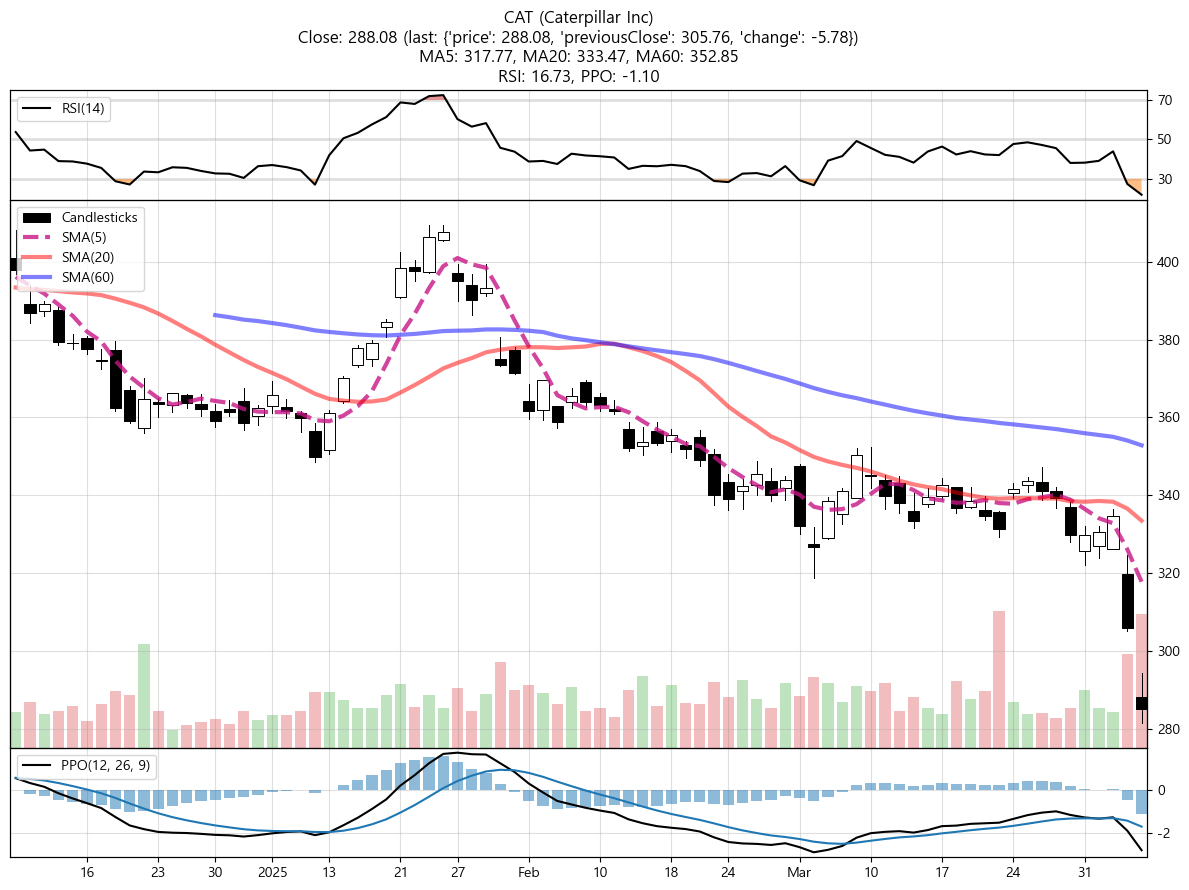 CAT (Caterpillar Inc)
Close: 288.08 (last: {'price': 288.08, 'previousClose': 305.76, 'change': -5.78})
MA5: 317.77, MA20: 333.47, MA60: 352.85
RSI: 16.73, PPO: -1.10
RSI(14)
70
50
30
Candlesticks
SMA(5)
SMA(20)
SMA(60)
400
380
360
340
320
300
280
PPO(12, 26, 9)
0
-2
16 23 30 2025 13 21 27 Feb 10 18 24 Mar 10 17 24 31